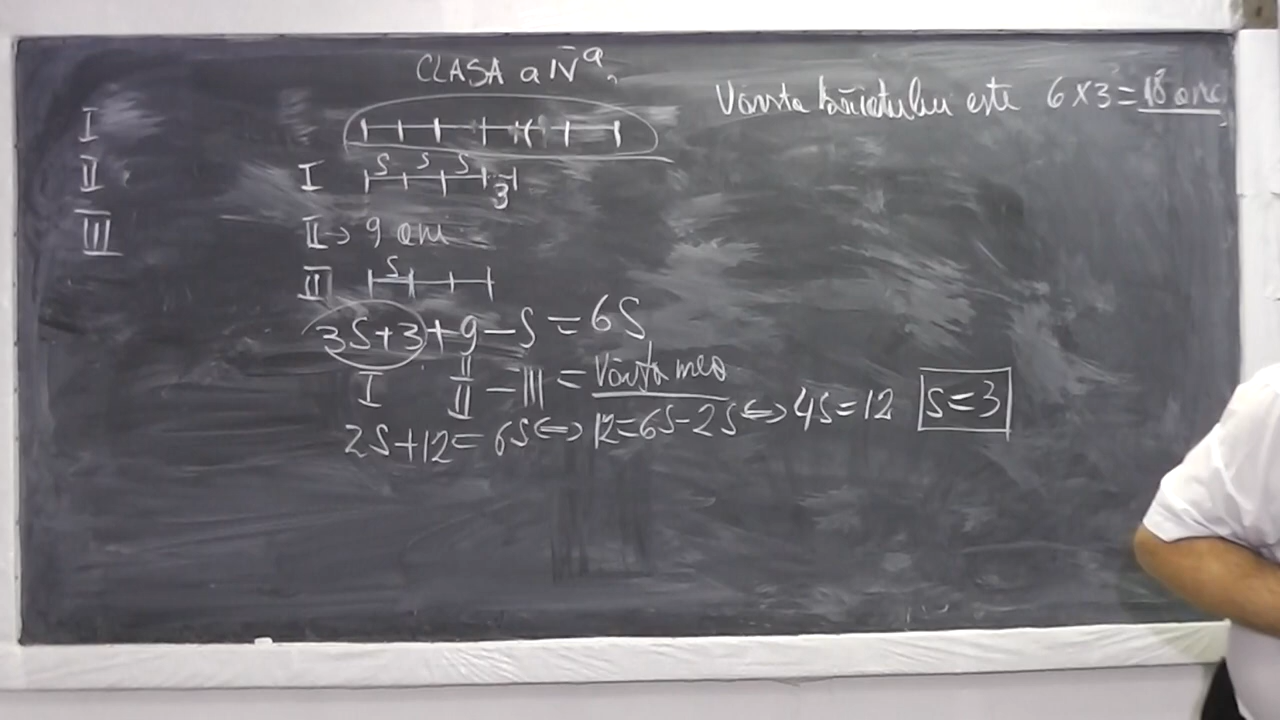 CLASA a IV a.
Vârsta băiatului este 6 x 3 = 18 ani
I
II
III
I S S S 3
II → 9 ani
III S
3S+3+9-S=6S
I II - III = Vârsta mea
2S+12=6S⇔12=6S-2S⇔4S=12 S=3